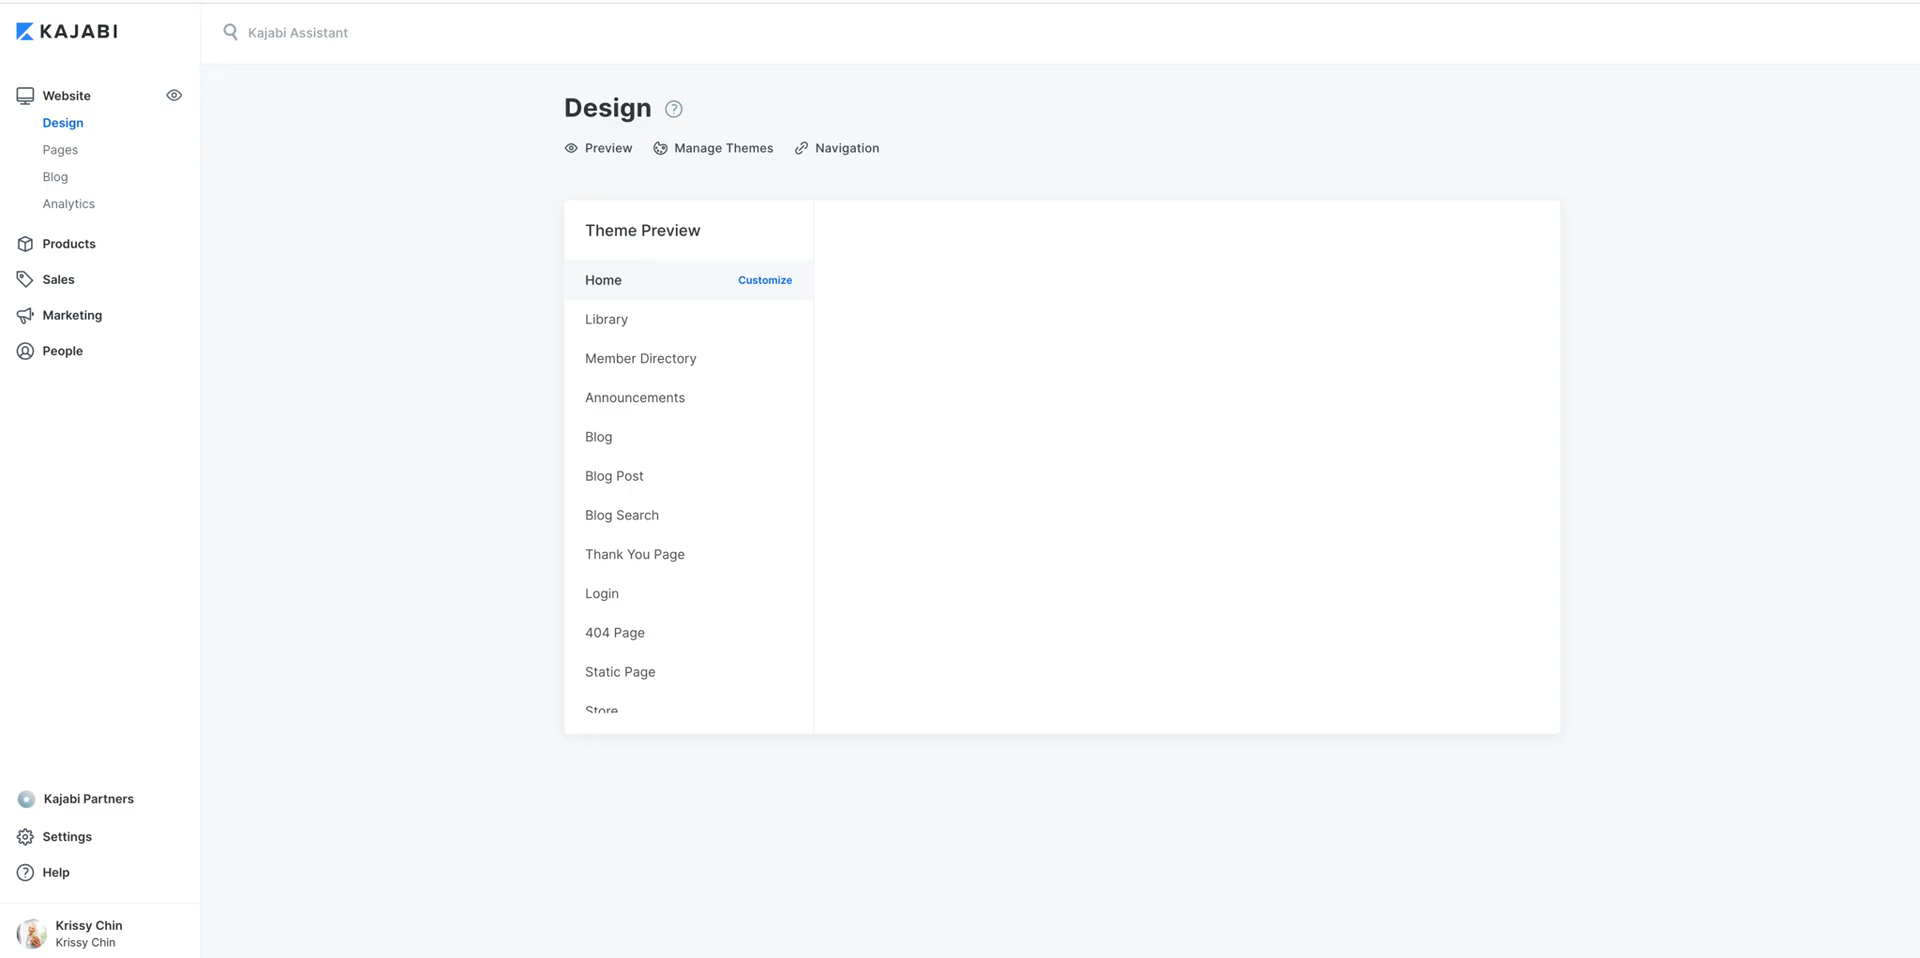 KAJABI
Kajabi Assistant
Website
Design
Pages
Blog
Analytics
Products
Sales
Marketing
People
Kajabi Partners
Settings
Help
Krissy Chin
Krissy Chin
Design
Preview Manage Themes Navigation
Theme Preview
Home Customize
Library
Member Directory
Announcements
Blog
Blog Post
Blog Search
Thank You Page
Login
404 Page
Static Page
Store